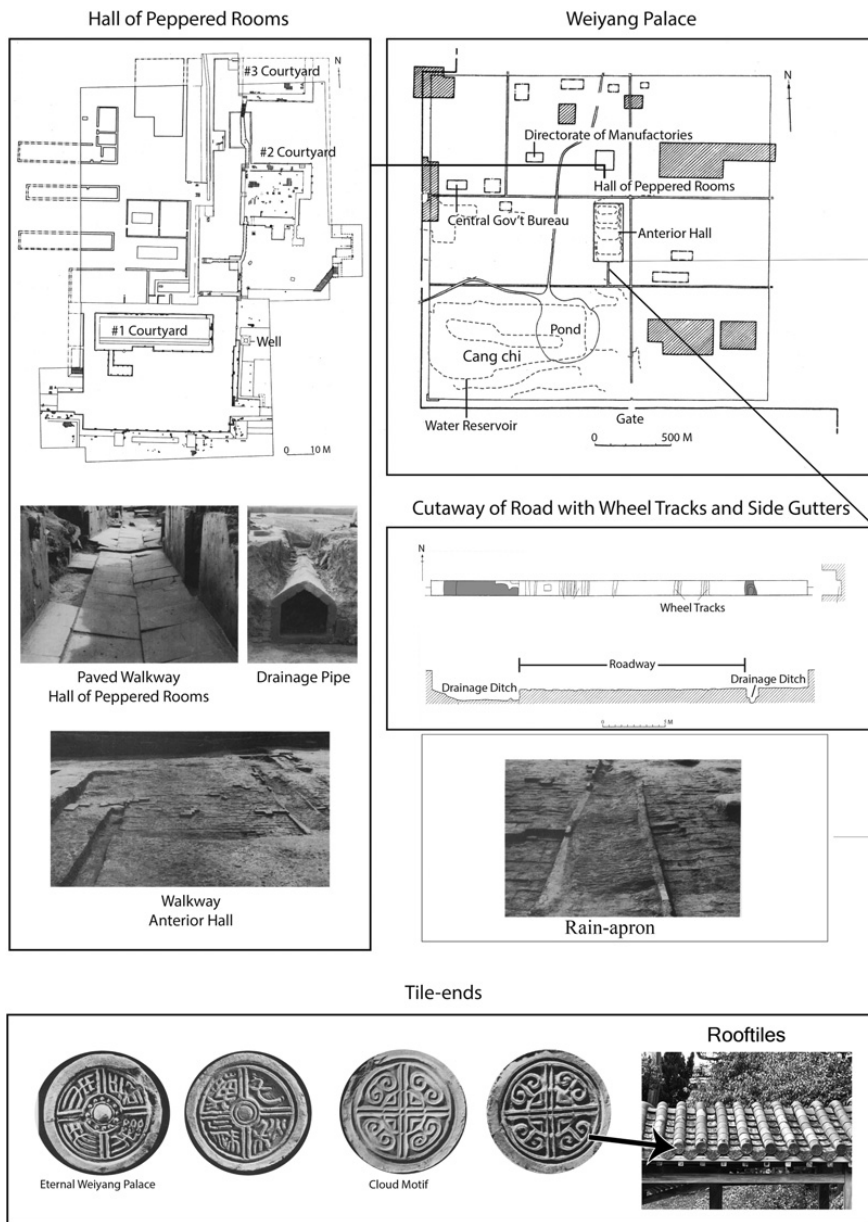 Hall of Peppered Rooms
#3 Courtyard
N
#2 Courtyard
#1 Courtyard
Well
0 10 M
Paved Walkway
Hall of Peppered Rooms
Drainage Pipe
Walkway
Anterior Hall
Weiyang Palace
N
Directorate of Manufactories
Hall of Peppered Rooms
Central Gov't Bureau
Anterior Hall
Pond
Cang chi
Water Reservoir
Gate
0 500 M
Cutaway of Road with Wheel Tracks and Side Gutters
N
Wheel Tracks
Roadway
Drainage Ditch
Drainage Ditch
0 1 M
Rain-apron
Tile-ends
Rooftiles
Eternal Weiyang Palace
Cloud Motif